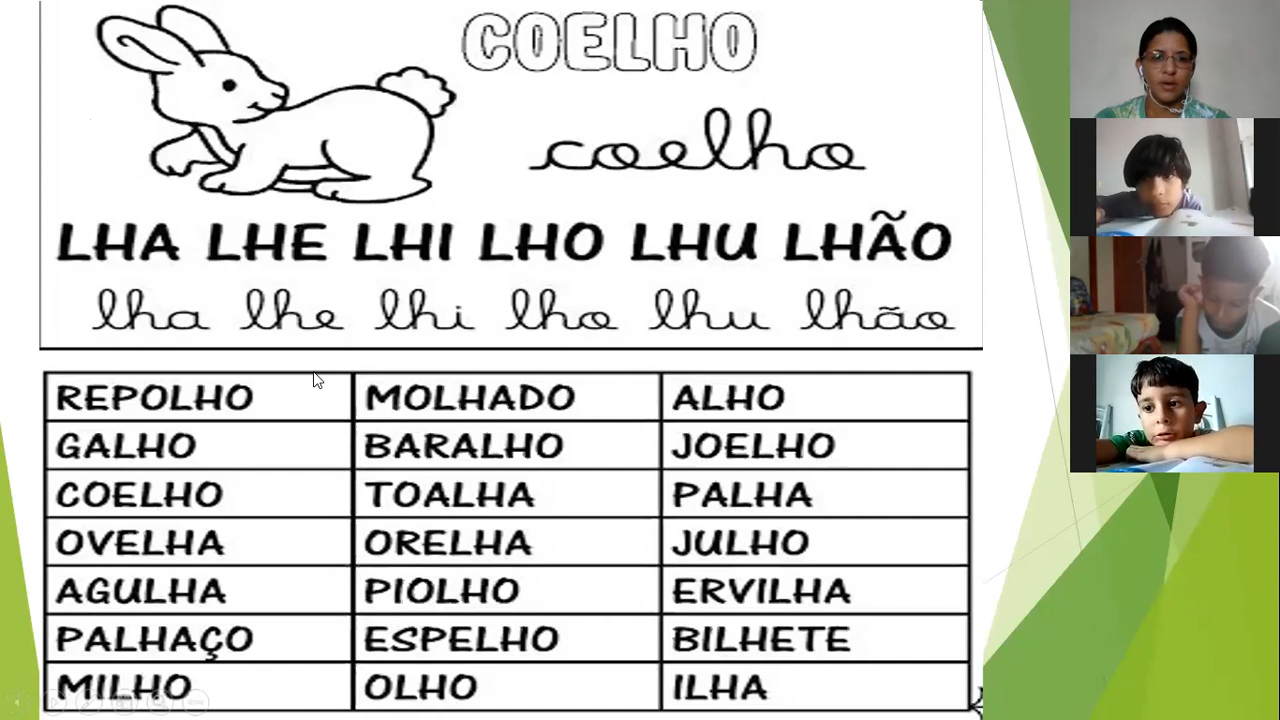 COELHO
coelho
LHA LHE LHI LHO LHU LHÃO
lha lhe lhi lho lhu lhão
REPOLHO MOLHADO ALHO
GALHO BARALHO JOELHO
COELHO TOALHA PALHA
OVELHA ORELHA JULHO
AGULHA PIOLHO ERVILHA
PALHAÇO ESPELHO BILHETE
MILHO OLHO ILHA